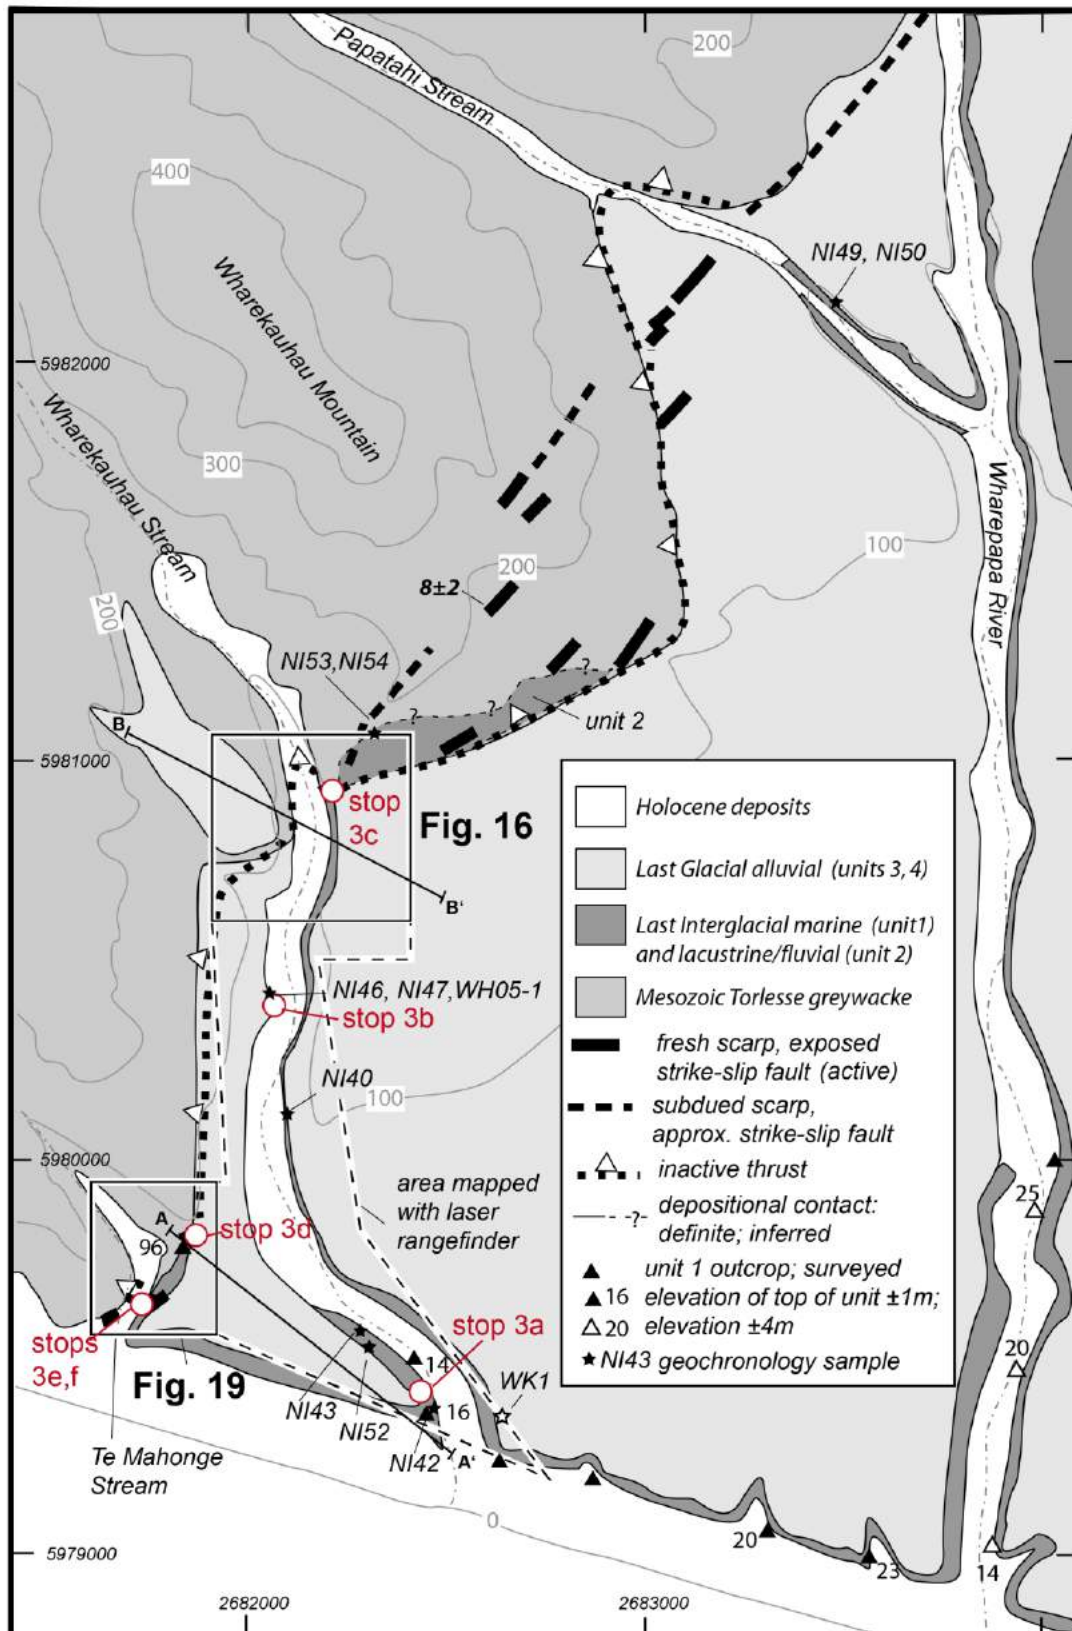 200
Papatahi Stream
400
NI49, NI50
Wharekauhau Mountain
5982000
Wharekauhau Stream
300
Wharepapa River
100
200
8±2
200
NI53,NI54
?
?
?
unit 2
B
5981000
stop
3c
Fig. 16
B'
NI46, NI47,WH05-1
stop 3b
NI40
100
5980000
area mapped
with laser
rangefinder
A
96
stop 3d
stops
3e,f
Fig. 19
stop 3a
14
16
WK1
NI43
NI52
NI42
A'
Te Mahonge
Stream
0
25
20
20
23
14
5979000
2682000
2683000
Holocene deposits
Last Glacial alluvial (units 3,4)
Last Interglacial marine (unit1)
and lacustrine/fluvial (unit 2)
Mesozoic Torlesse greywacke
fresh scarp, exposed
strike-slip fault (active)
subdued scarp,
approx. strike-slip fault
inactive thrust
depositional contact:
-?- definite; inferred
unit 1 outcrop; surveyed
16 elevation of top of unit ±1m;
20 elevation ±4m
NI43 geochronology sample